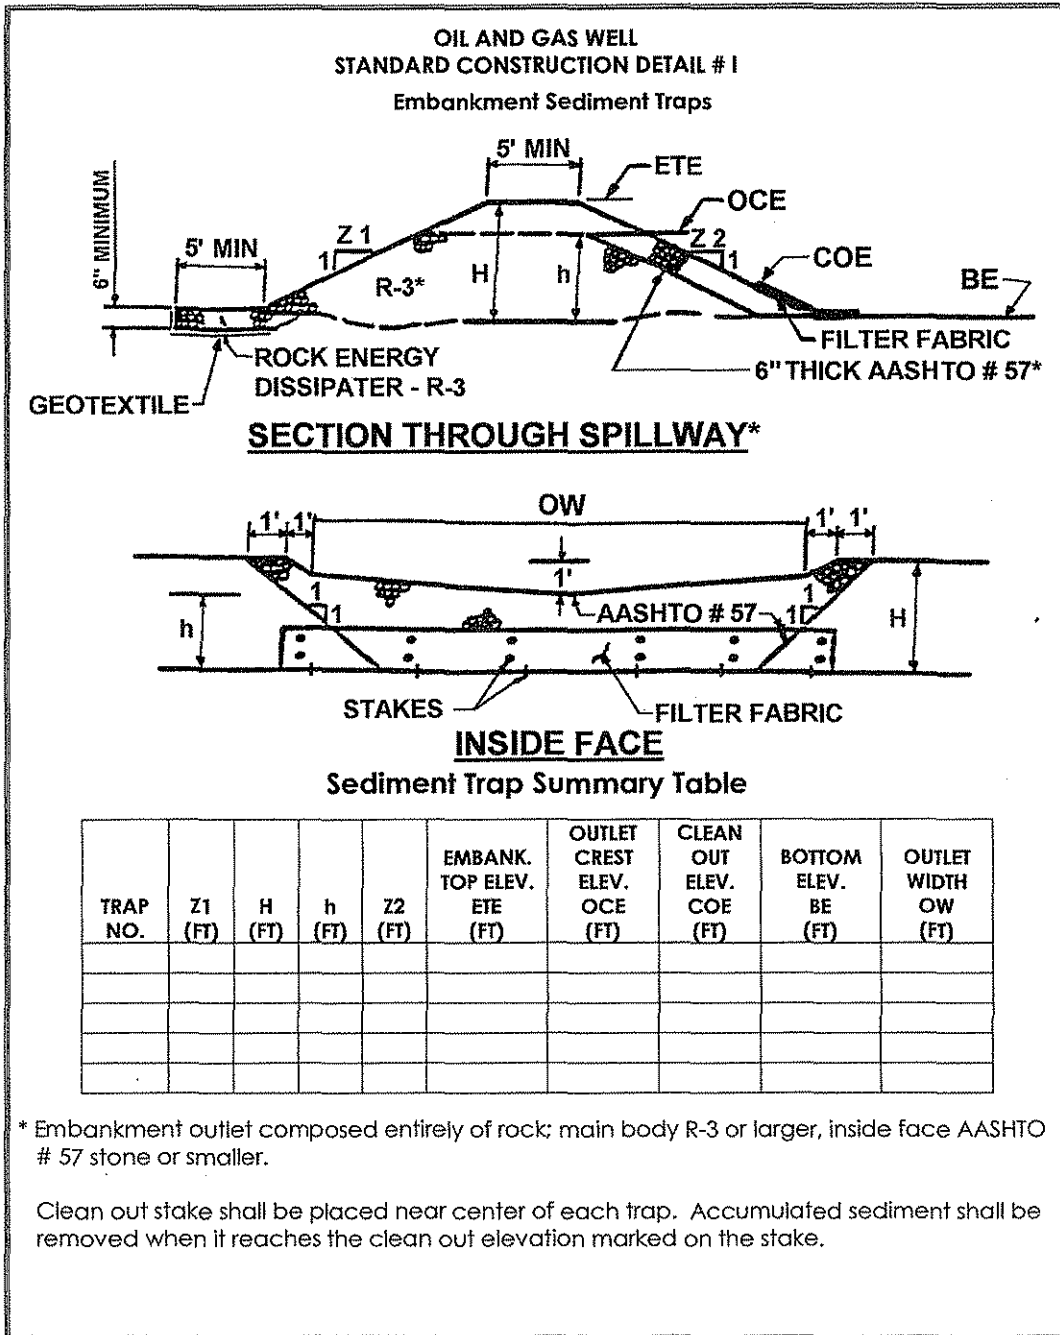 OIL AND GAS WELL
STANDARD CONSTRUCTION DETAIL # I
Embankment Sediment Traps
5' MIN
ETE
OCE
6" MINIMUM
5' MIN
Z 1
1
R-3*
H
h
Z 2
1
COE
BE
FILTER FABRIC
6" THICK AASHTO # 57*
ROCK ENERGY
DISSIPATER - R-3
GEOTEXTILE
SECTION THROUGH SPILLWAY*
OW
1' 1'
1' 1'
1'
1
1
1
1
h
H
AASHTO # 57
STAKES
FILTER FABRIC
INSIDE FACE
Sediment Trap Summary Table
TRAP NO.
Z1 (FT)
H (FT)
h (FT)
Z2 (FT)
EMBANK. TOP ELEV. ETE (FT)
OUTLET CREST ELEV. OCE (FT)
CLEAN OUT ELEV. COE (FT)
BOTTOM ELEV. BE (FT)
OUTLET WIDTH OW (FT)
* Embankment outlet composed entirely of rock; main body R-3 or larger, inside face AASHTO
# 57 stone or smaller.
Clean out stake shall be placed near center of each trap. Accumulated sediment shall be
removed when it reaches the clean out elevation marked on the stake.